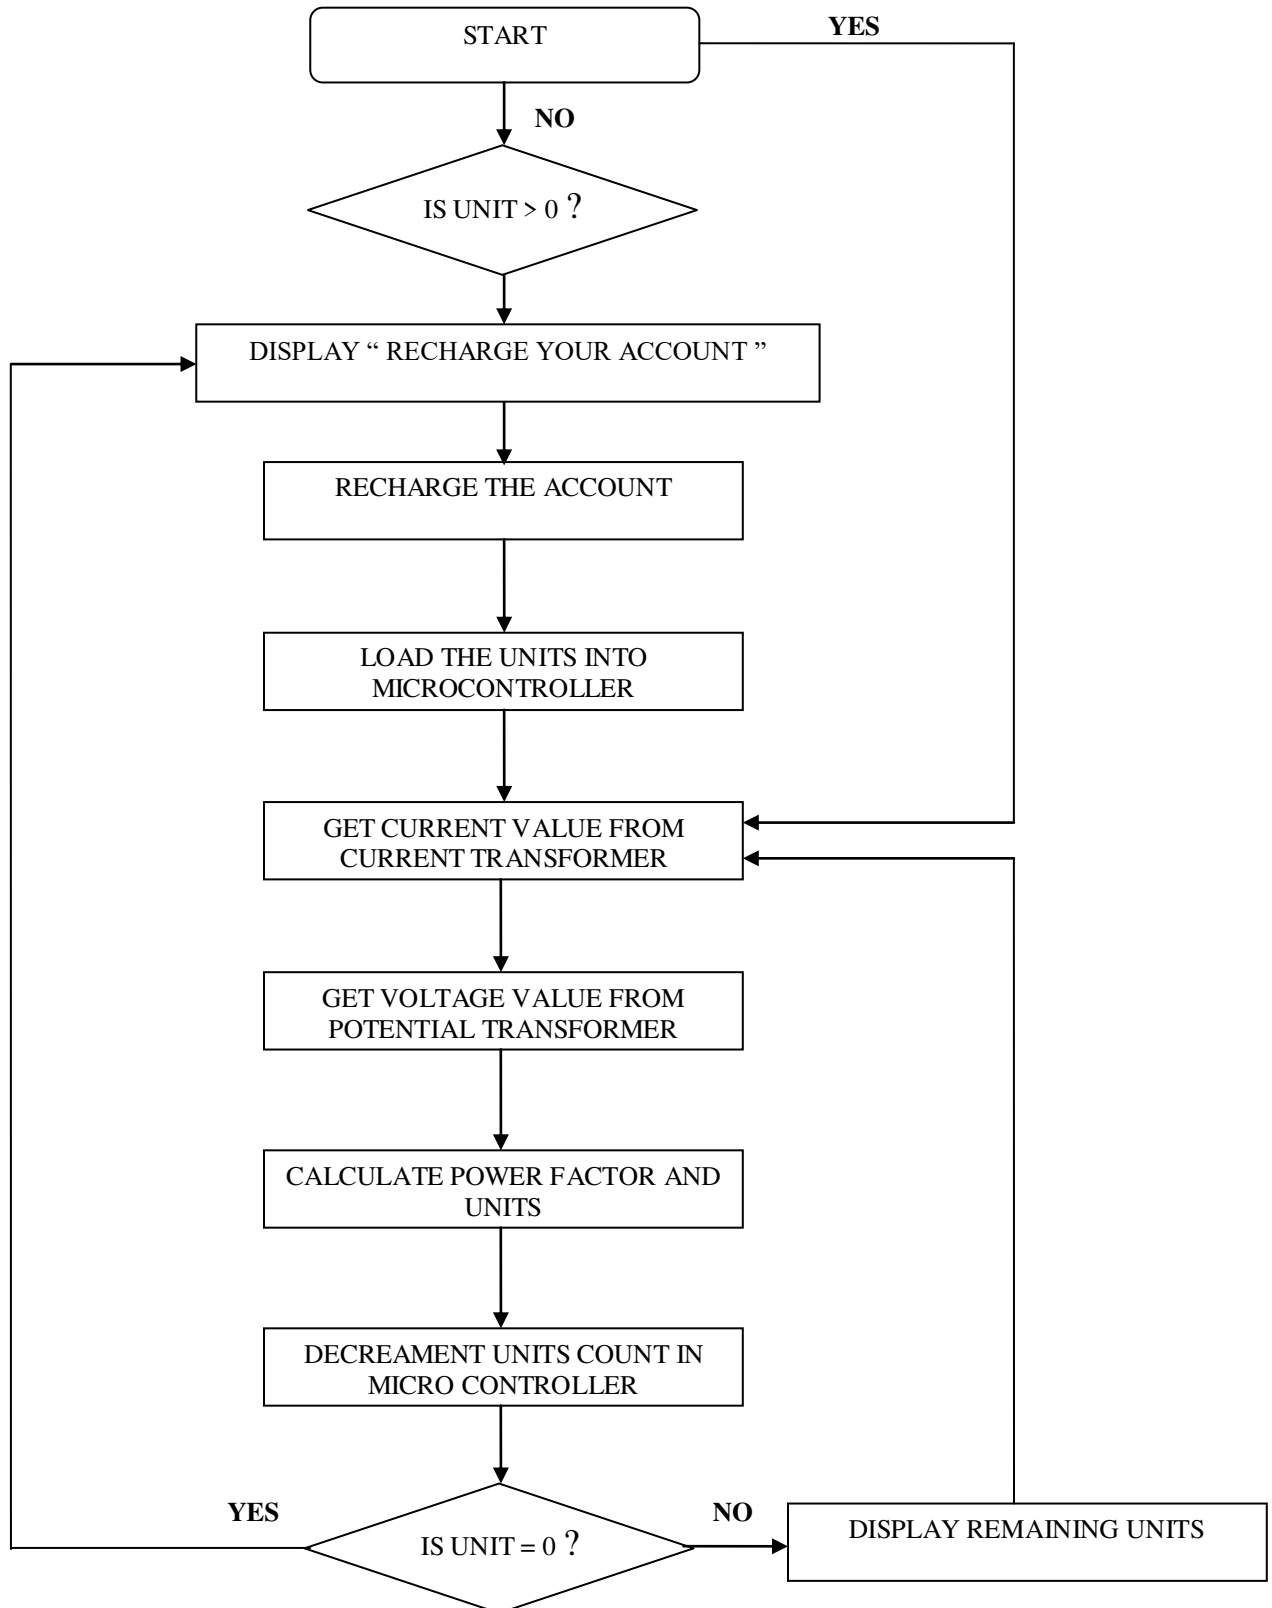 START
YES
NO
IS UNIT > 0 ?
DISPLAY “ RECHARGE YOUR ACCOUNT ”
RECHARGE THE ACCOUNT
LOAD THE UNITS INTO
MICROCONTROLLER
GET CURRENT VALUE FROM
CURRENT TRANSFORMER
GET VOLTAGE VALUE FROM
POTENTIAL TRANSFORMER
CALCULATE POWER FACTOR AND
UNITS
DECREAMENT UNITS COUNT IN
MICRO CONTROLLER
YES
IS UNIT = 0 ?
NO
DISPLAY REMAINING UNITS